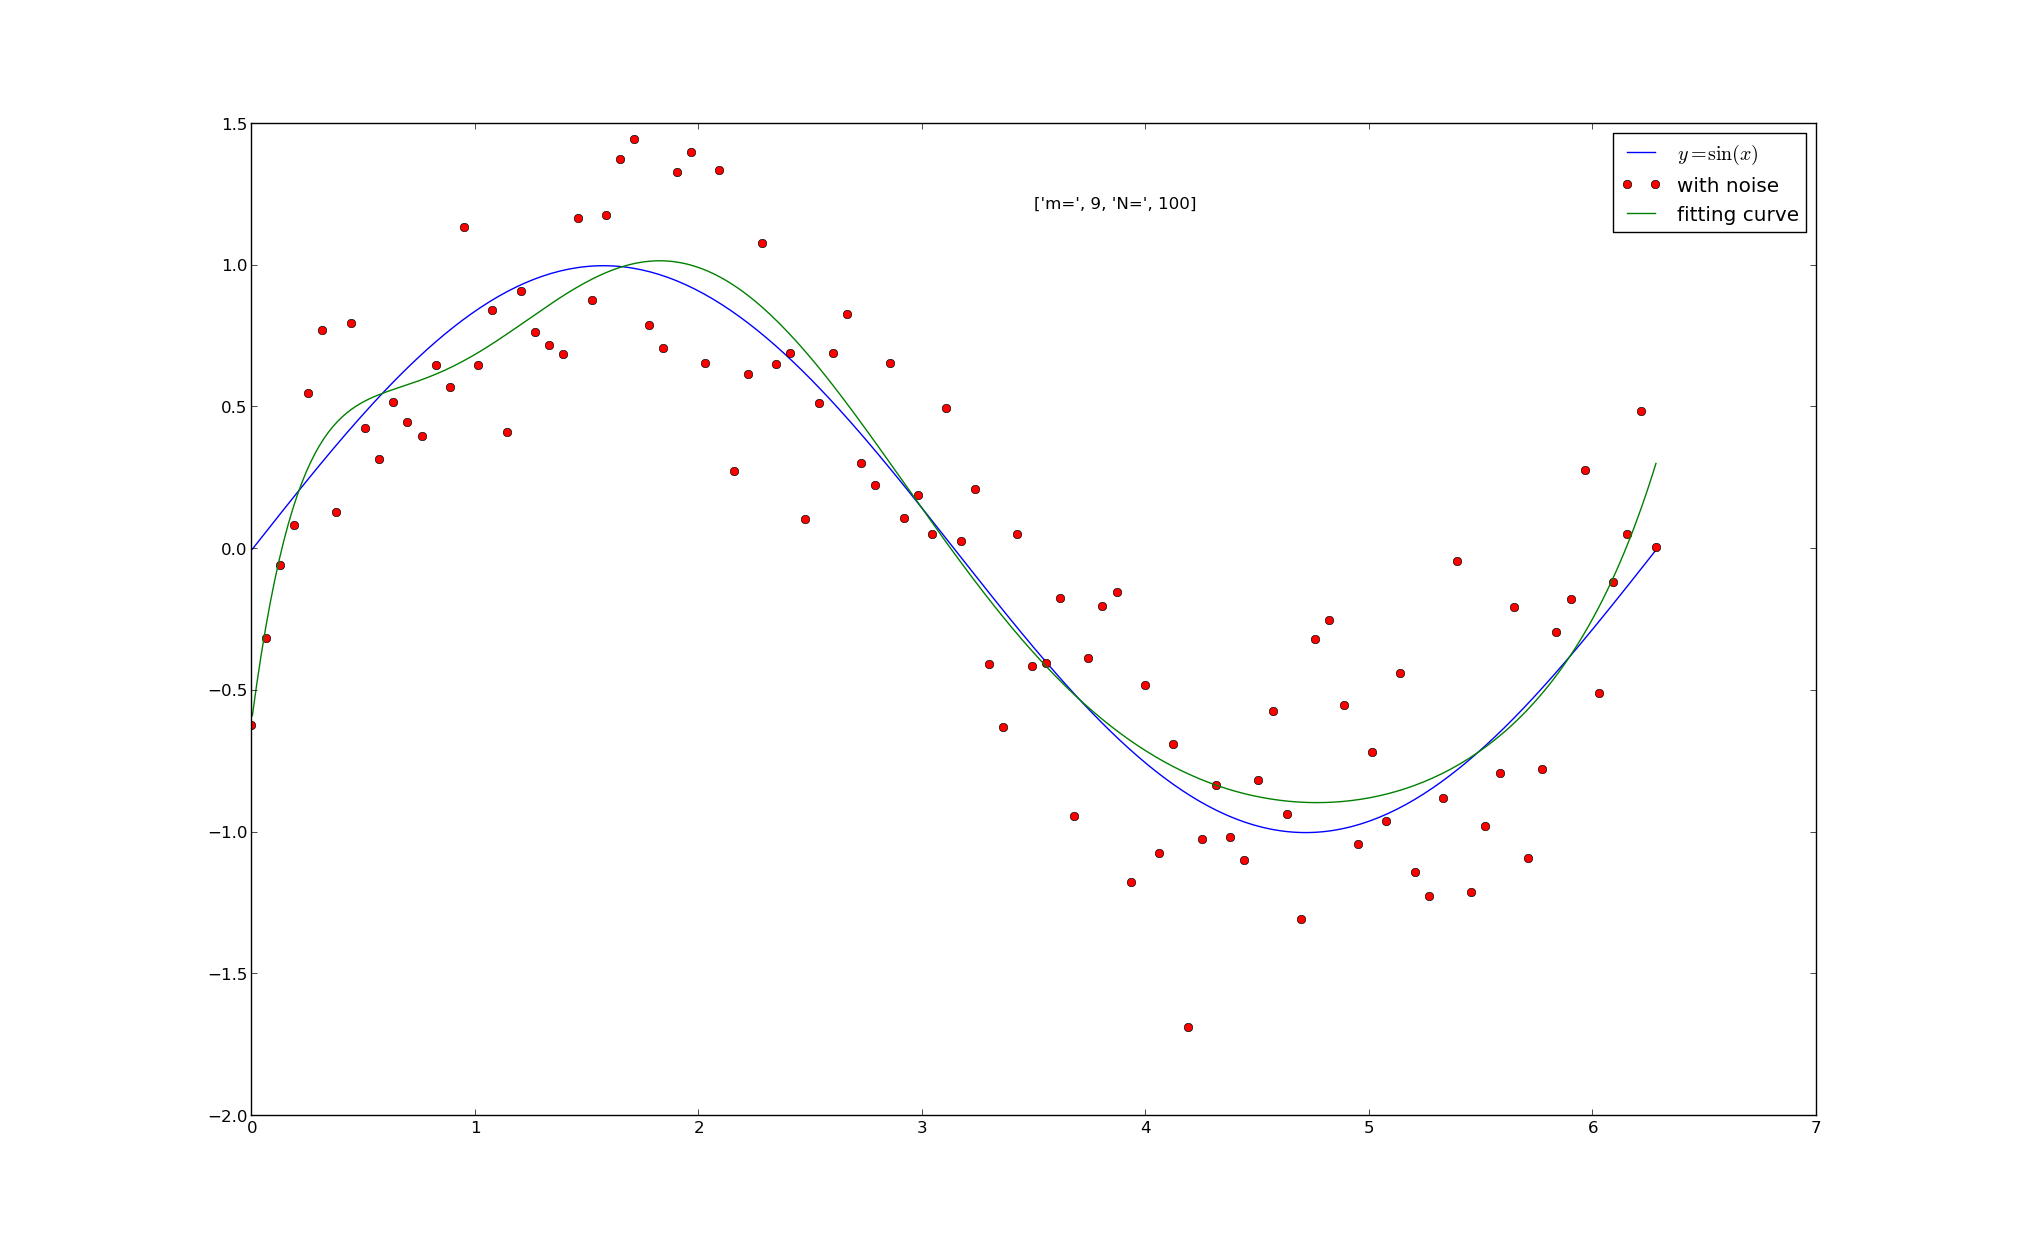 1.5
1.0
0.5
0.0
−0.5
−1.0
−1.5
−2.0
0 1 2 3 4 5 6 7
['m=', 9, 'N=', 100]
y=sin(x)
with noise
fitting curve